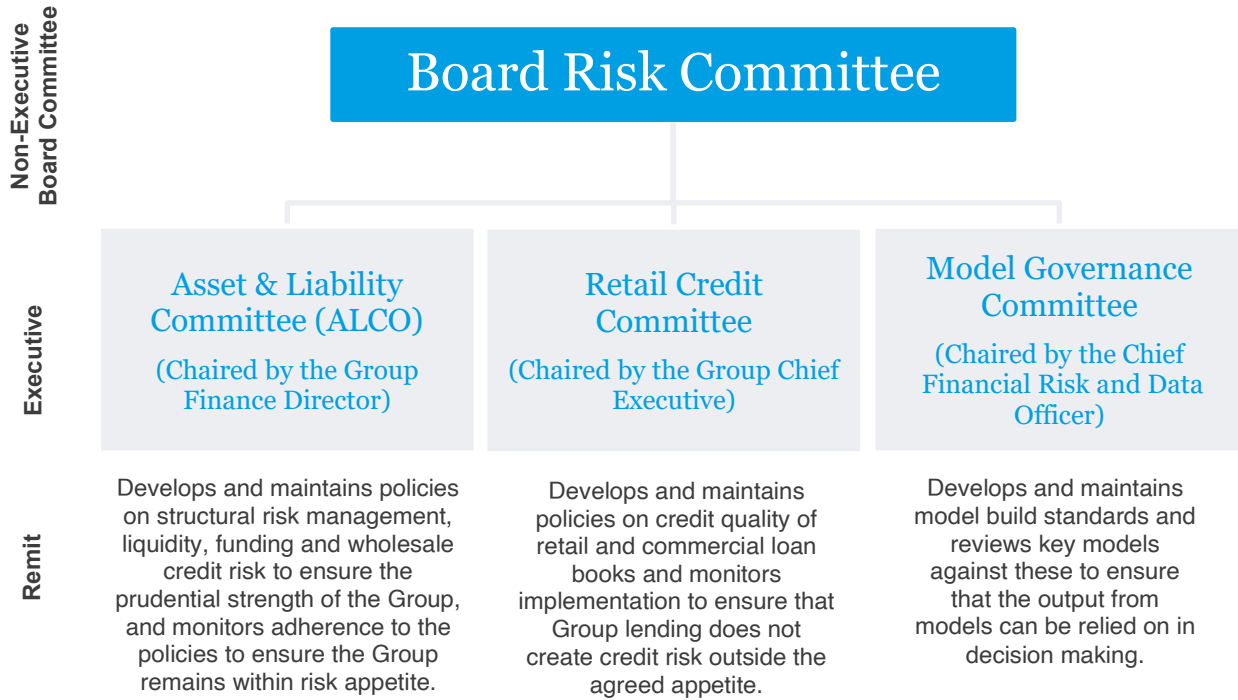 Non-Executive
Board Committee
Board Risk Committee
Executive
Asset & Liability
Committee (ALCO)
(Chaired by the Group
Finance Director)
Retail Credit
Committee
(Chaired by the Group Chief
Executive)
Model Governance
Committee
(Chaired by the Chief
Financial Risk and Data
Officer)
Remit
Develops and maintains policies
on structural risk management,
liquidity, funding and wholesale
credit risk to ensure the
prudential strength of the Group,
and monitors adherence to the
policies to ensure the Group
remains within risk appetite.
Develops and maintains
policies on credit quality of
retail and commercial loan
books and monitors
implementation to ensure that
Group lending does not
create credit risk outside the
agreed appetite.
Develops and maintains
model build standards and
reviews key models
against these to ensure
that the output from
models can be relied on in
decision making.